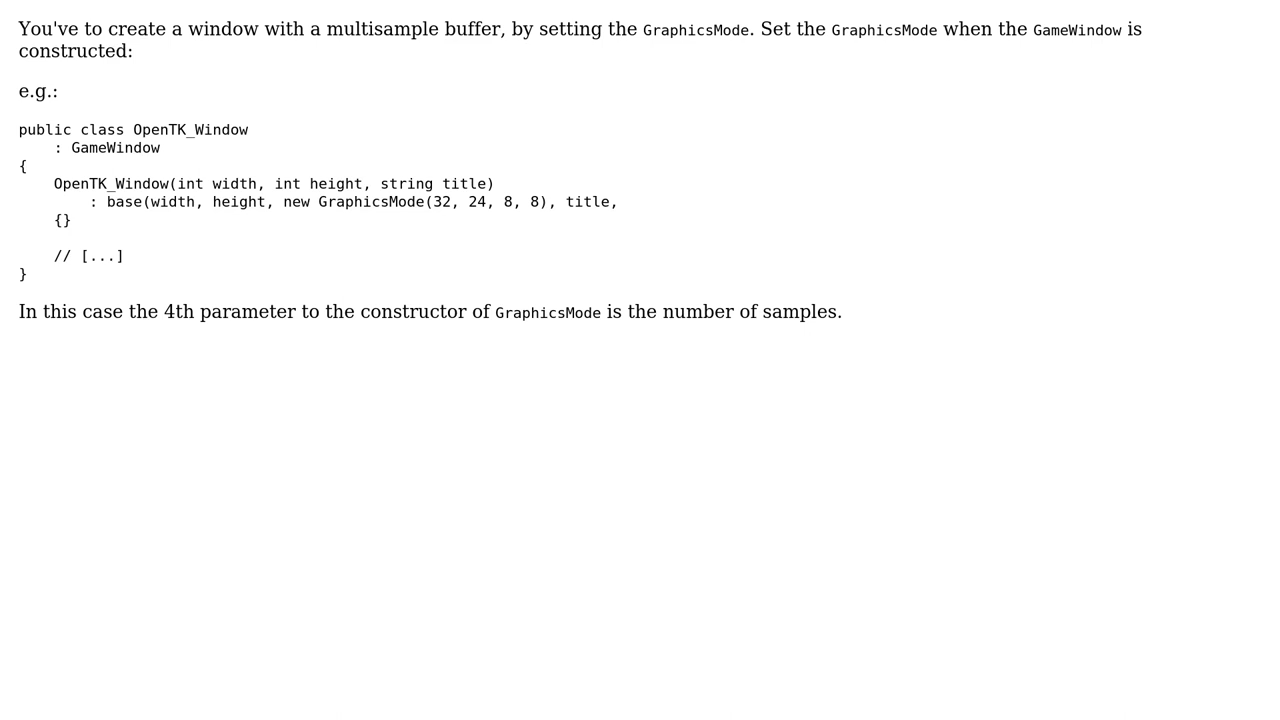 You've to create a window with a multisample buffer, by setting the GraphicsMode. Set the GraphicsMode when the GameWindow is
constructed:
e.g.:
public class OpenTK_Window
    : GameWindow
{
    OpenTK_Window(int width, int height, string title)
        : base(width, height, new GraphicsMode(32, 24, 8, 8), title,
    {}
    // [...]
}
In this case the 4th parameter to the constructor of GraphicsMode is the number of samples.